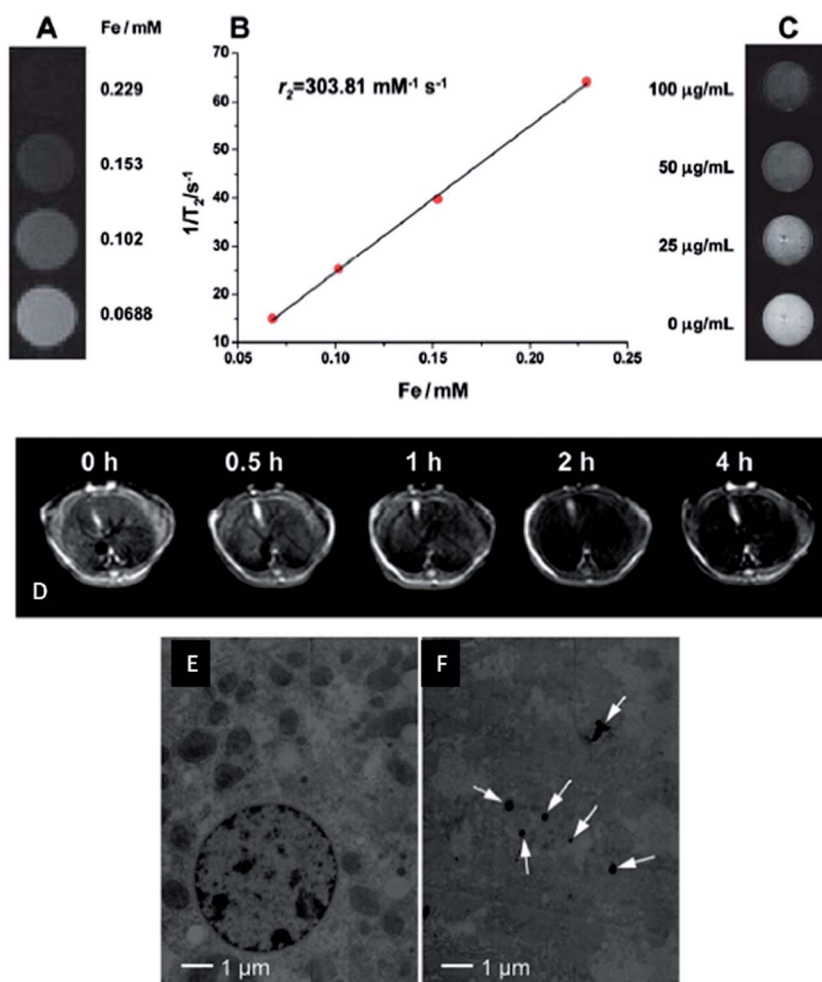 A
Fe / mM
0.229
0.153
0.102
0.0688
B
r2=303.81 mM-1 s-1
1/T2/s-1
70
60
50
40
30
20
10
0.05
0.10
0.15
0.20
0.25
Fe / mM
C
100 µg/mL
50 µg/mL
25 µg/mL
0 µg/mL
0 h
0.5 h
1 h
2 h
4 h
D
E
1 µm
F
1 µm